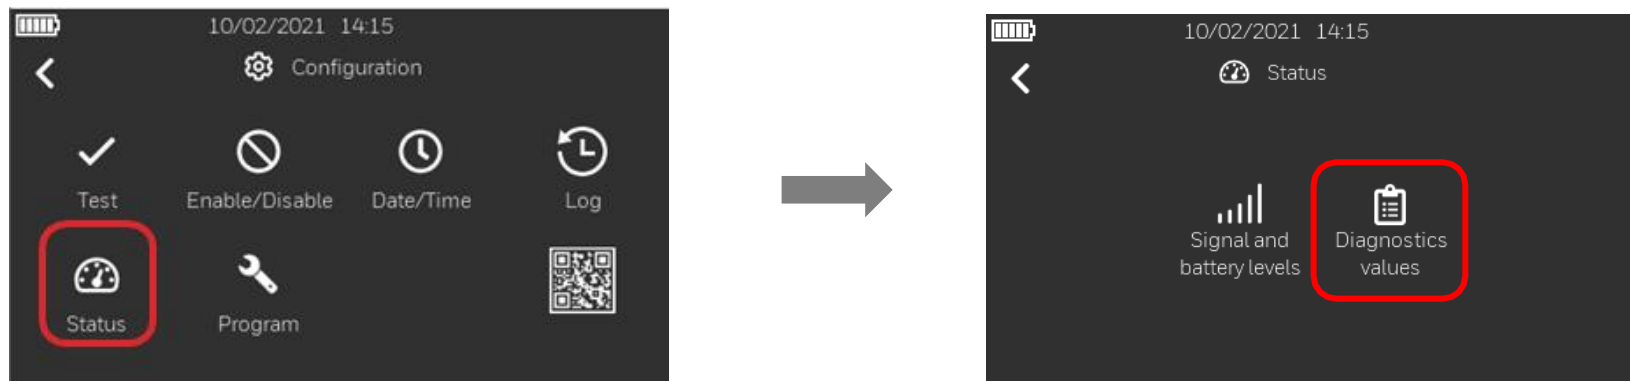 10/02/2021 14:15
Configuration
Test
Enable/Disable
Date/Time
Log
Status
Program
10/02/2021 14:15
Status
Signal and
battery levels
Diagnostics
values